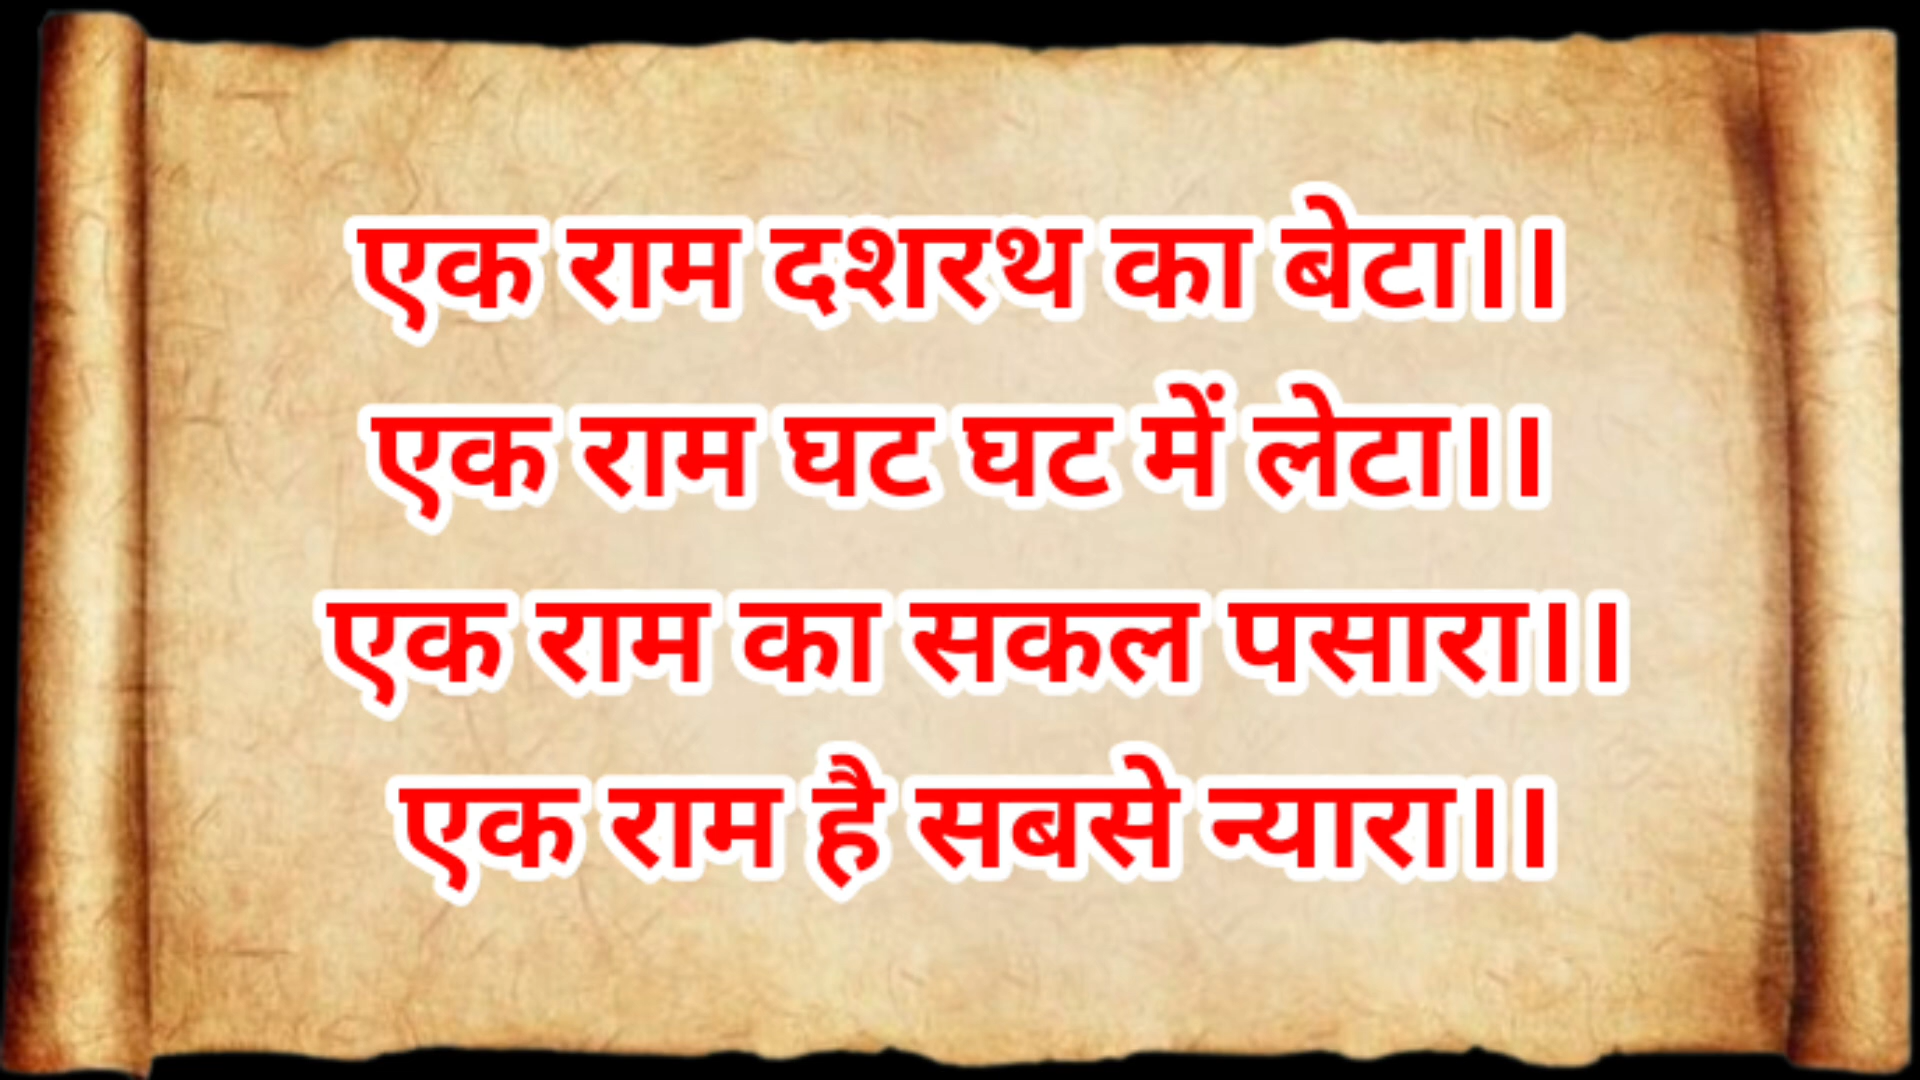 एक राम दशरथ का बेटा।।
एक राम घट घट में लेटा।।
एक राम का सकल पसारा।।
एक राम है सबसे न्यारा।।